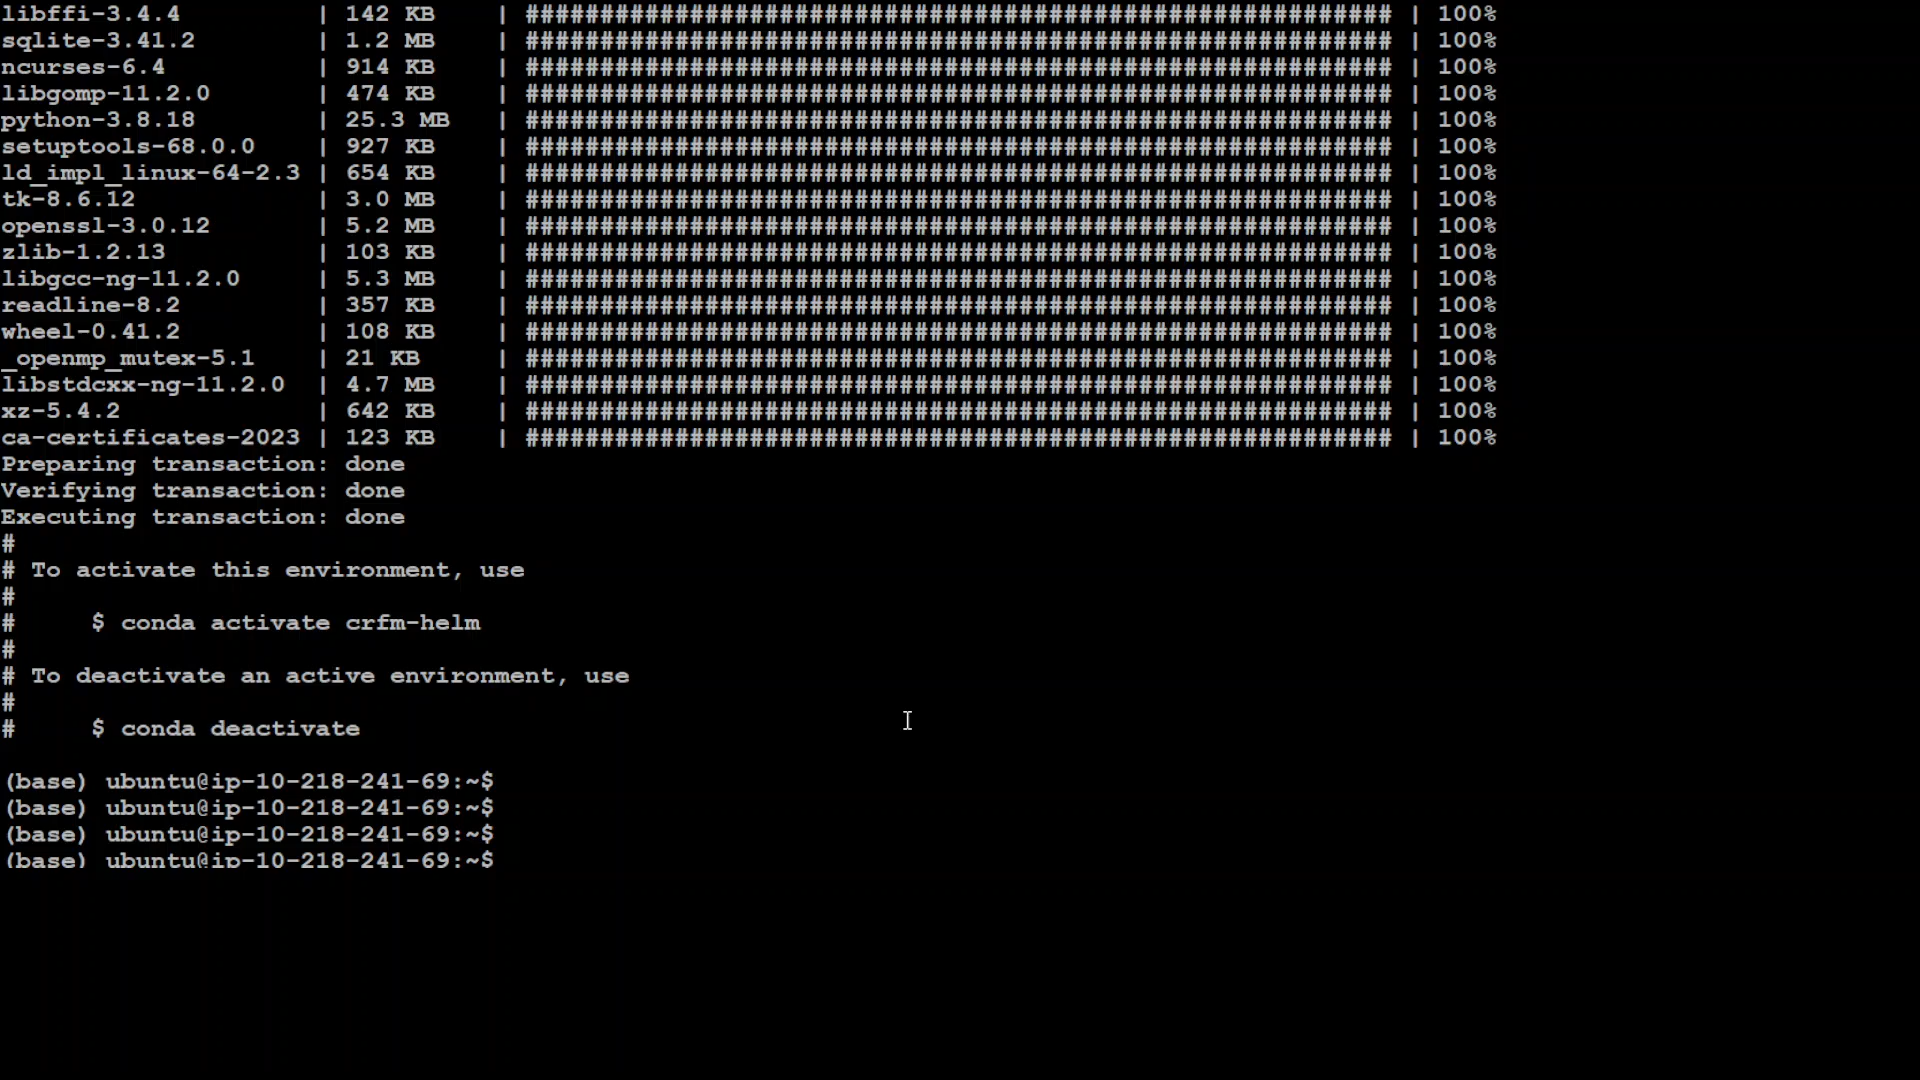 libffi-3.4.4 | 142 KB | ########################################################## | 100%
sqlite-3.41.2 | 1.2 MB | ########################################################## | 100%
ncurses-6.4 | 914 KB | ########################################################## | 100%
libgomp-11.2.0 | 474 KB | ########################################################## | 100%
python-3.8.18 | 25.3 MB | ########################################################## | 100%
setuptools-68.0.0 | 927 KB | ########################################################## | 100%
ld_impl_linux-64-2.3 | 654 KB | ########################################################## | 100%
tk-8.6.12 | 3.0 MB | ########################################################## | 100%
openssl-3.0.12 | 5.2 MB | ########################################################## | 100%
zlib-1.2.13 | 103 KB | ########################################################## | 100%
libgcc-ng-11.2.0 | 5.3 MB | ########################################################## | 100%
readline-8.2 | 357 KB | ########################################################## | 100%
wheel-0.41.2 | 108 KB | ########################################################## | 100%
_openmp_mutex-5.1 | 21 KB | ########################################################## | 100%
libstdcxx-ng-11.2.0 | 4.7 MB | ########################################################## | 100%
xz-5.4.2 | 642 KB | ########################################################## | 100%
ca-certificates-2023 | 123 KB | ########################################################## | 100%
Preparing transaction: done
Verifying transaction: done
Executing transaction: done
#
# To activate this environment, use
#
#     $ conda activate crfm-helm
#
# To deactivate an active environment, use
#
#     $ conda deactivate
(base) ubuntu@ip-10-218-241-69:~$
(base) ubuntu@ip-10-218-241-69:~$
(base) ubuntu@ip-10-218-241-69:~$
(base) ubuntu@ip-10-218-241-69:~$